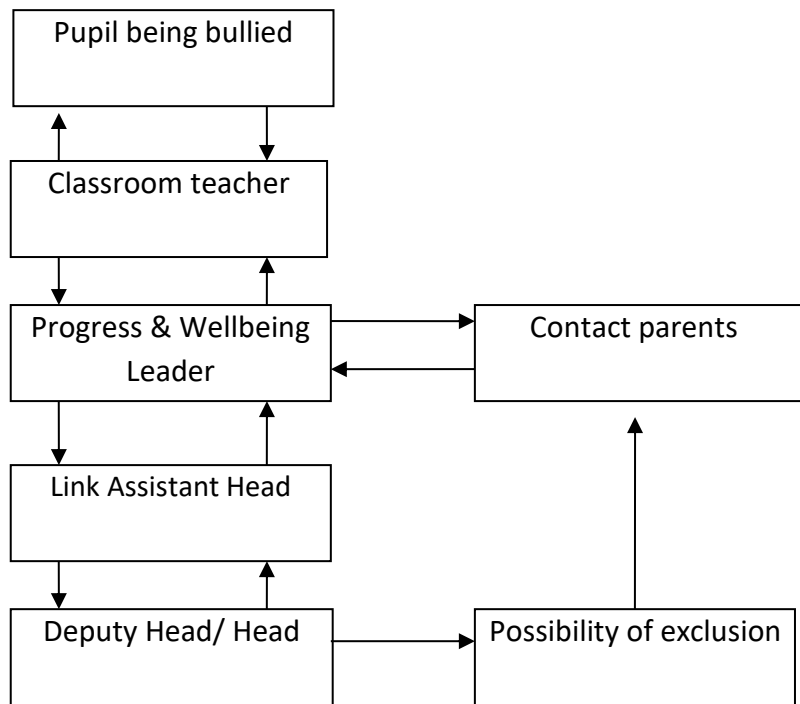 Pupil being bullied
Classroom teacher
Progress & Wellbeing
Leader
Contact parents
Link Assistant Head
Deputy Head/ Head
Possibility of exclusion